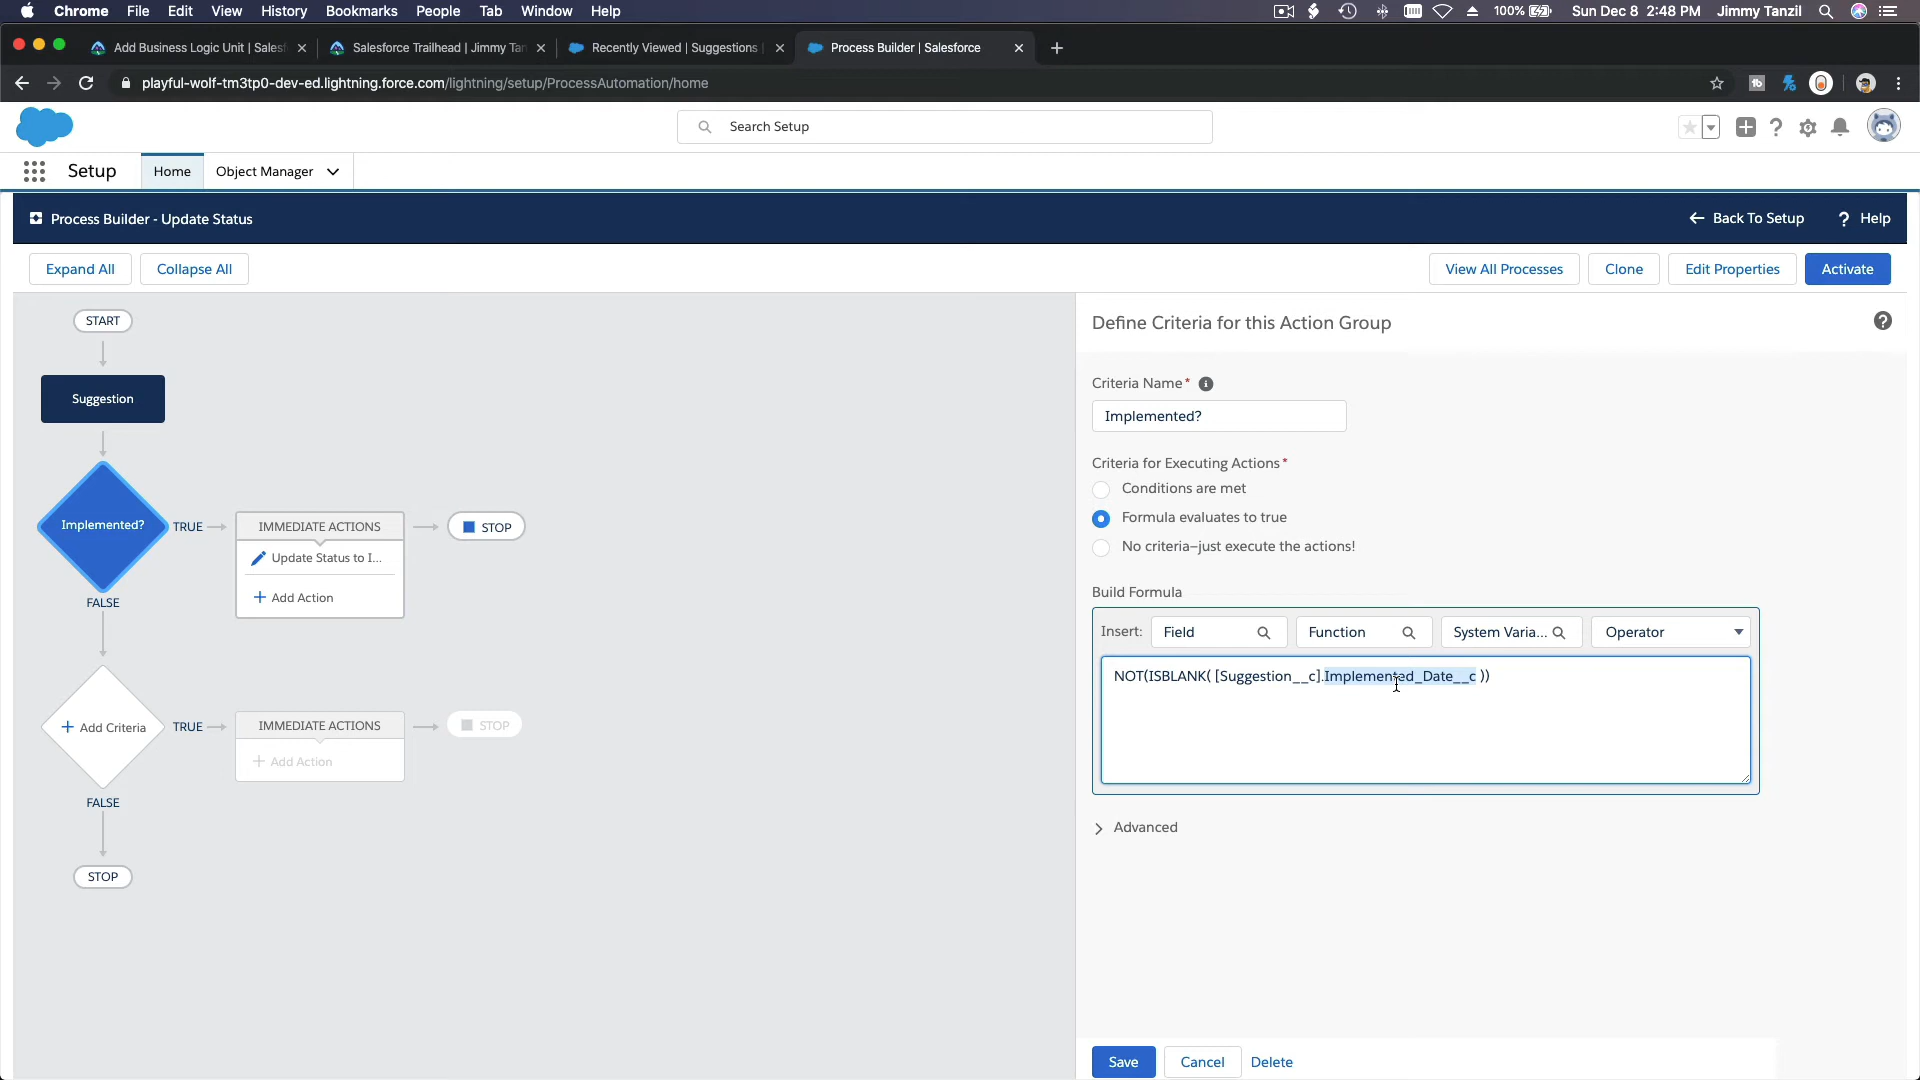 Chrome File Edit View History Bookmarks People Tab Window Help
100% Sun Dec 8 2:48 PM Jimmy Tanzil
Add Business Logic Unit | Sales
Salesforce Trailhead | Jimmy Tan
Recently Viewed | Suggestions
Process Builder | Salesforce
playful-wolf-tm3tp0-dev-ed.lightning.force.com/lightning/setup/ProcessAutomation/home
Search Setup
Setup
Home
Object Manager
Process Builder - Update Status
Back To Setup
? Help
Expand All
Collapse All
View All Processes
Clone
Edit Properties
Activate
START
Suggestion
Implemented?
TRUE
IMMEDIATE ACTIONS
Update Status to I...
+ Add Action
STOP
FALSE
+ Add Criteria
TRUE
IMMEDIATE ACTIONS
+ Add Action
STOP
FALSE
STOP
Define Criteria for this Action Group
Criteria Name*
Implemented?
Criteria for Executing Actions*
Conditions are met
Formula evaluates to true
No criteria–just execute the actions!
Build Formula
Insert:
Field
Function
System Varia...
Operator
NOT(ISBLANK( [Suggestion__c].Implemented_Date__c ))
Advanced
Save
Cancel
Delete